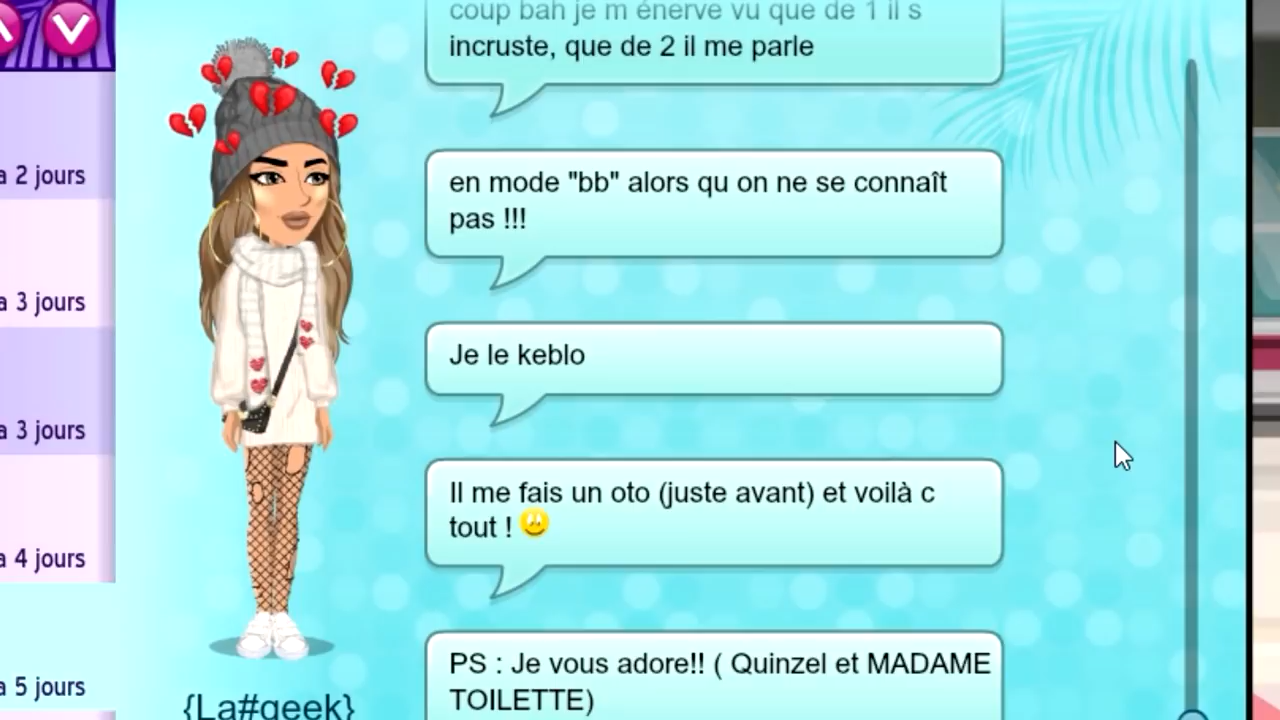 coup bah je m énerve vu que de 1 il s
incruste, que de 2 il me parle
a 2 jours
en mode "bb" alors qu on ne se connaît
pas !!!
a 3 jours
Je le keblo
a 3 jours
Il me fais un oto (juste avant) et voilà c
tout !
a 4 jours
PS : Je vous adore!! ( Quinzel et MADAME
TOILETTE)
a 5 jours
{La#geek}